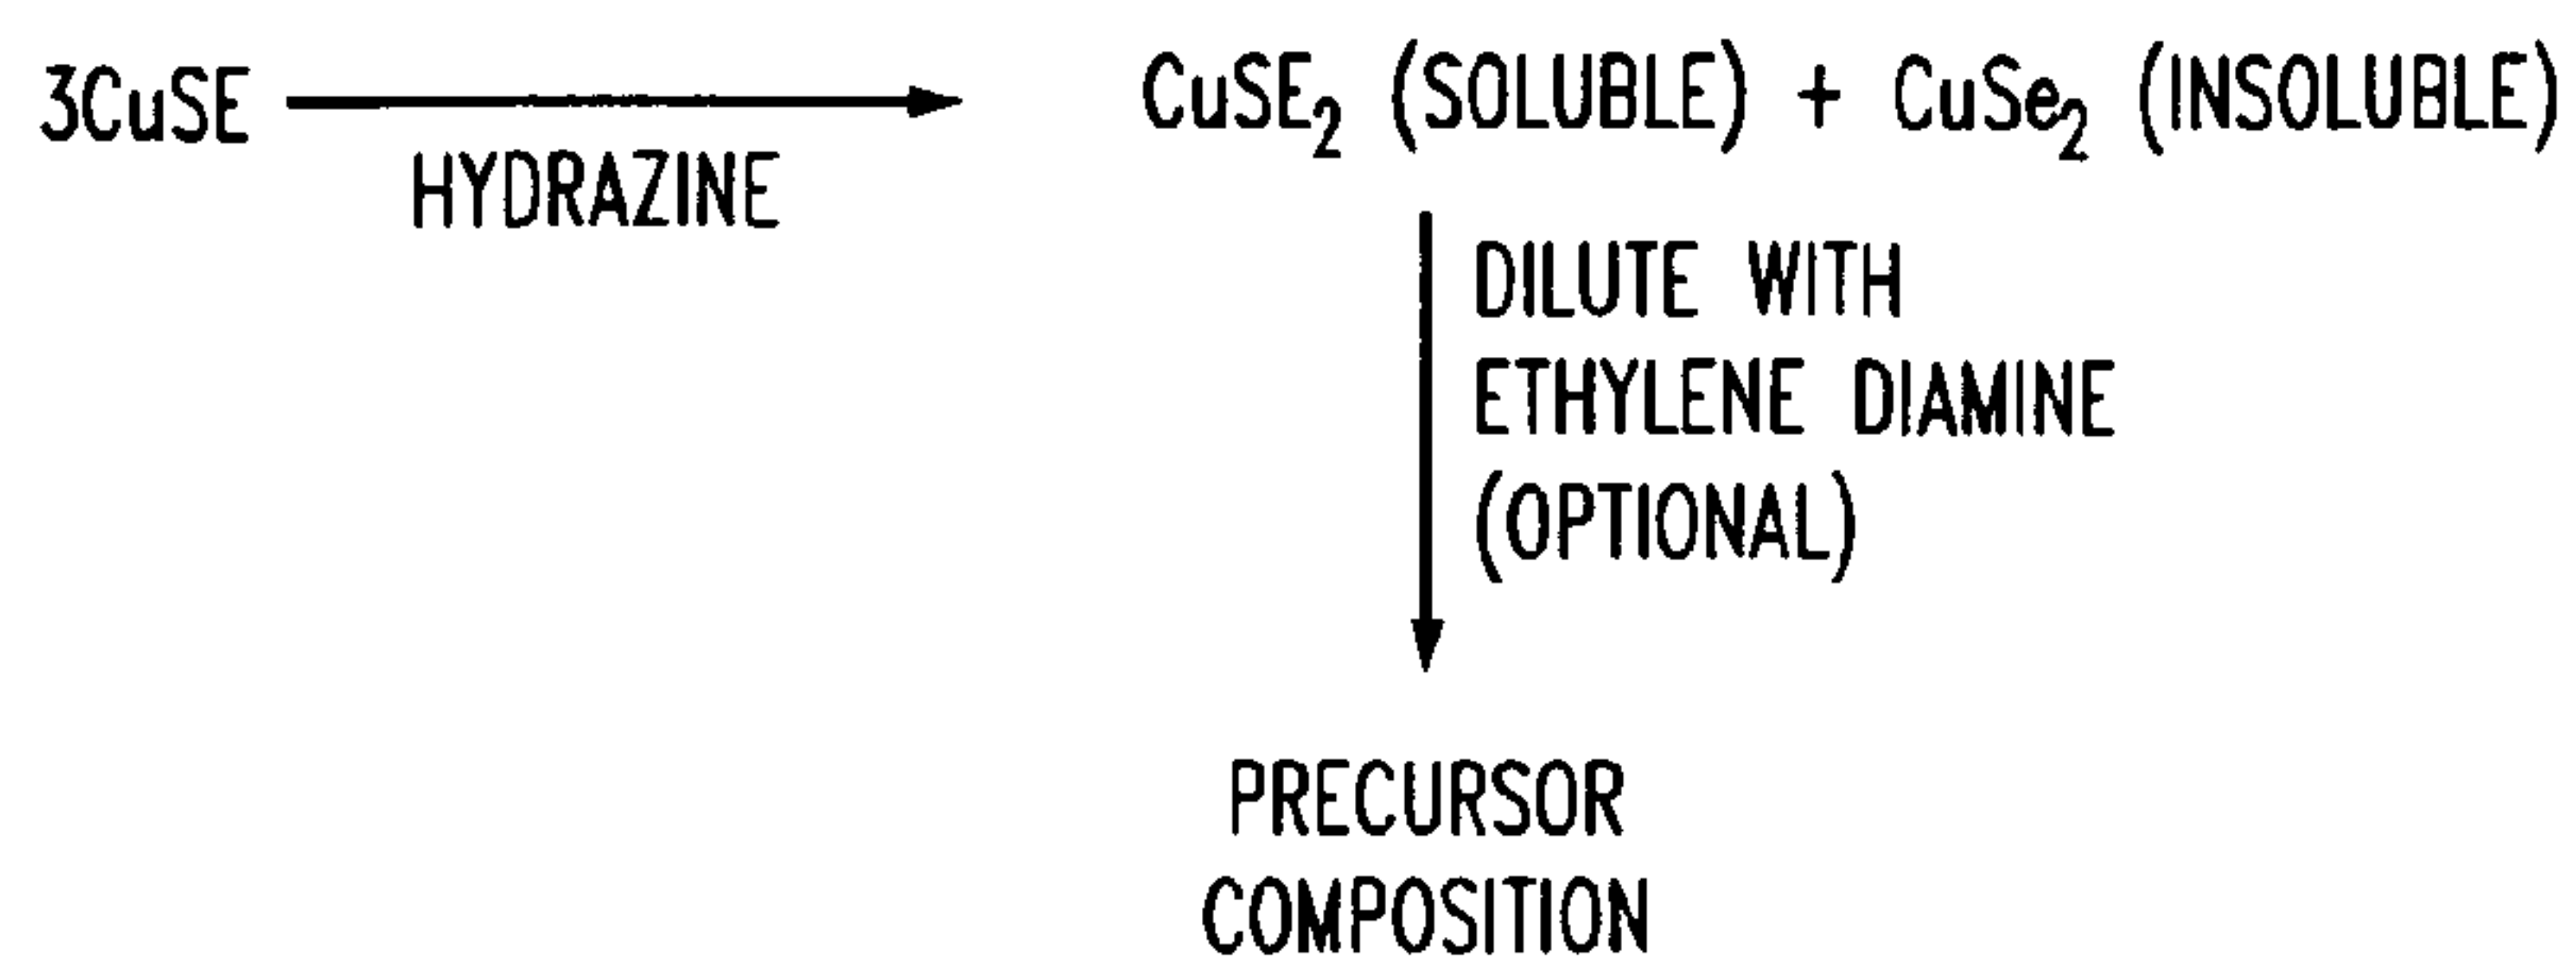 3CuSE
HYDRAZINE
CuSE₂ (SOLUBLE) + CuSe₂ (INSOLUBLE)
DILUTE WITH
ETHYLENE DIAMINE
(OPTIONAL)
PRECURSOR
COMPOSITION